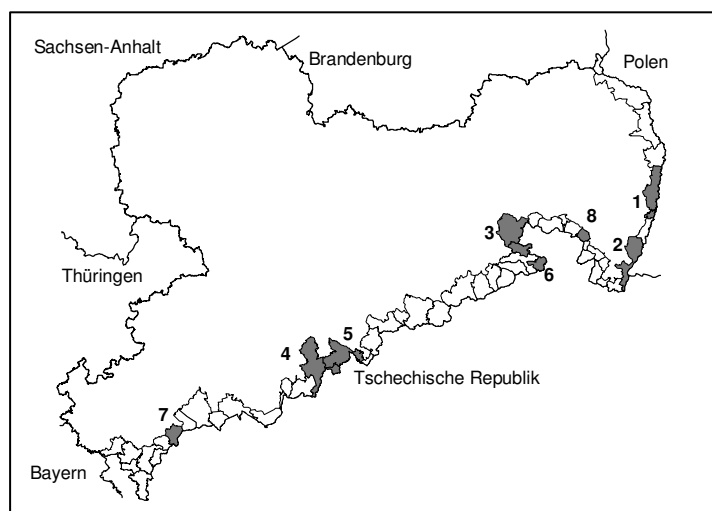 Sachsen-Anhalt
Brandenburg
Polen
1
8
3
2
6
Thüringen
5
4
Tschechische Republik
7
Bayern